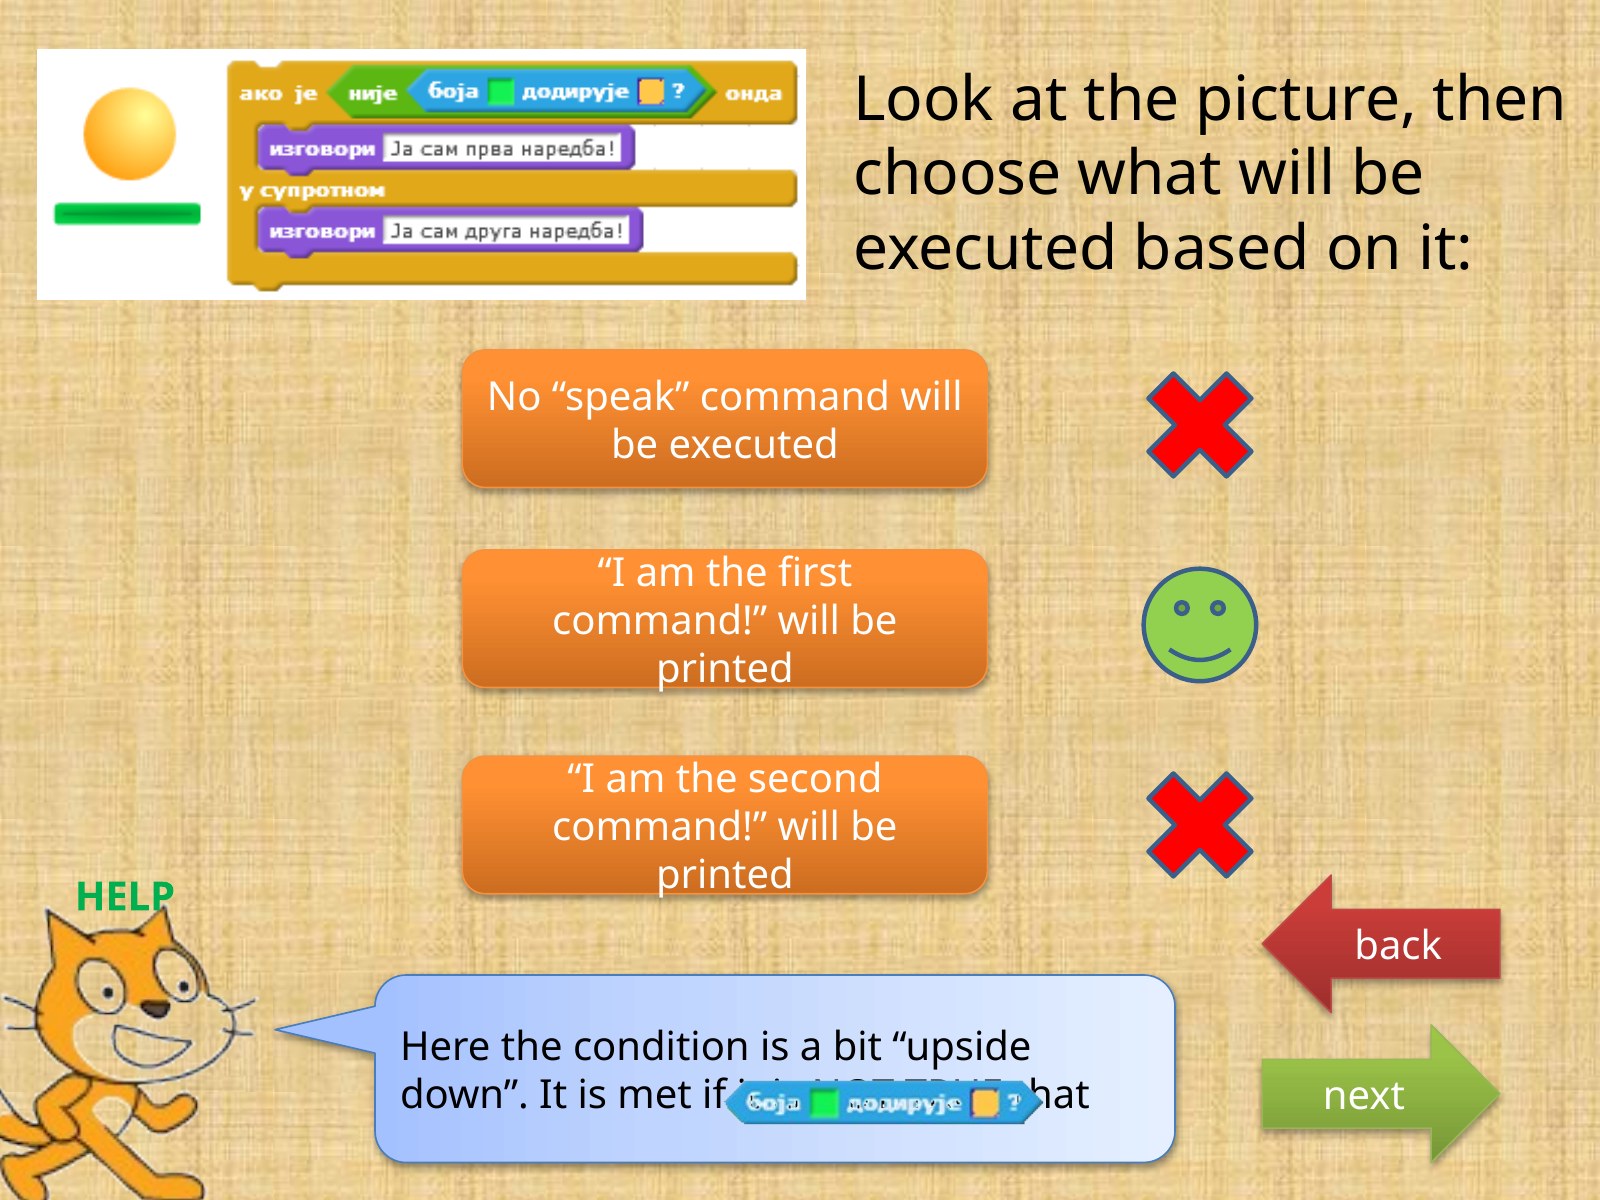 ако је није боја додирује ? онда
изговори Ја сам прва наредба!
у супротном
изговори Ја сам друга наредба!
Look at the picture, then
choose what will be
executed based on it:
No “speak” command will
be executed
“I am the first
command!” will be
printed
“I am the second
command!” will be
printed
HELP
back
Here the condition is a bit “upside
down”. It is met if боја додирује ? hat
next